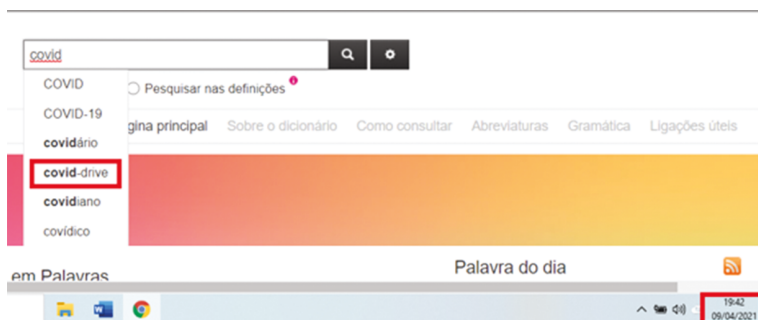 covid
COVID
Pesquisar nas definições
COVID-19
gina principal Sobre o dicionário Como consultar Abreviaturas Gramática Ligações úteis
covidário
covid-drive
covidiano
covídico
em Palavras
Palavra do dia
19:42
09/04/2021